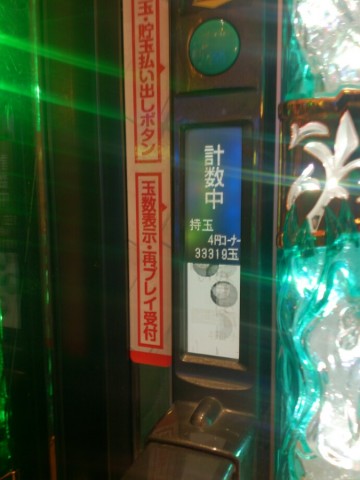 玉・貯玉払い出しボタン
玉数表示・再プレイ受付
計数中
持玉
4円コーナー
33319玉